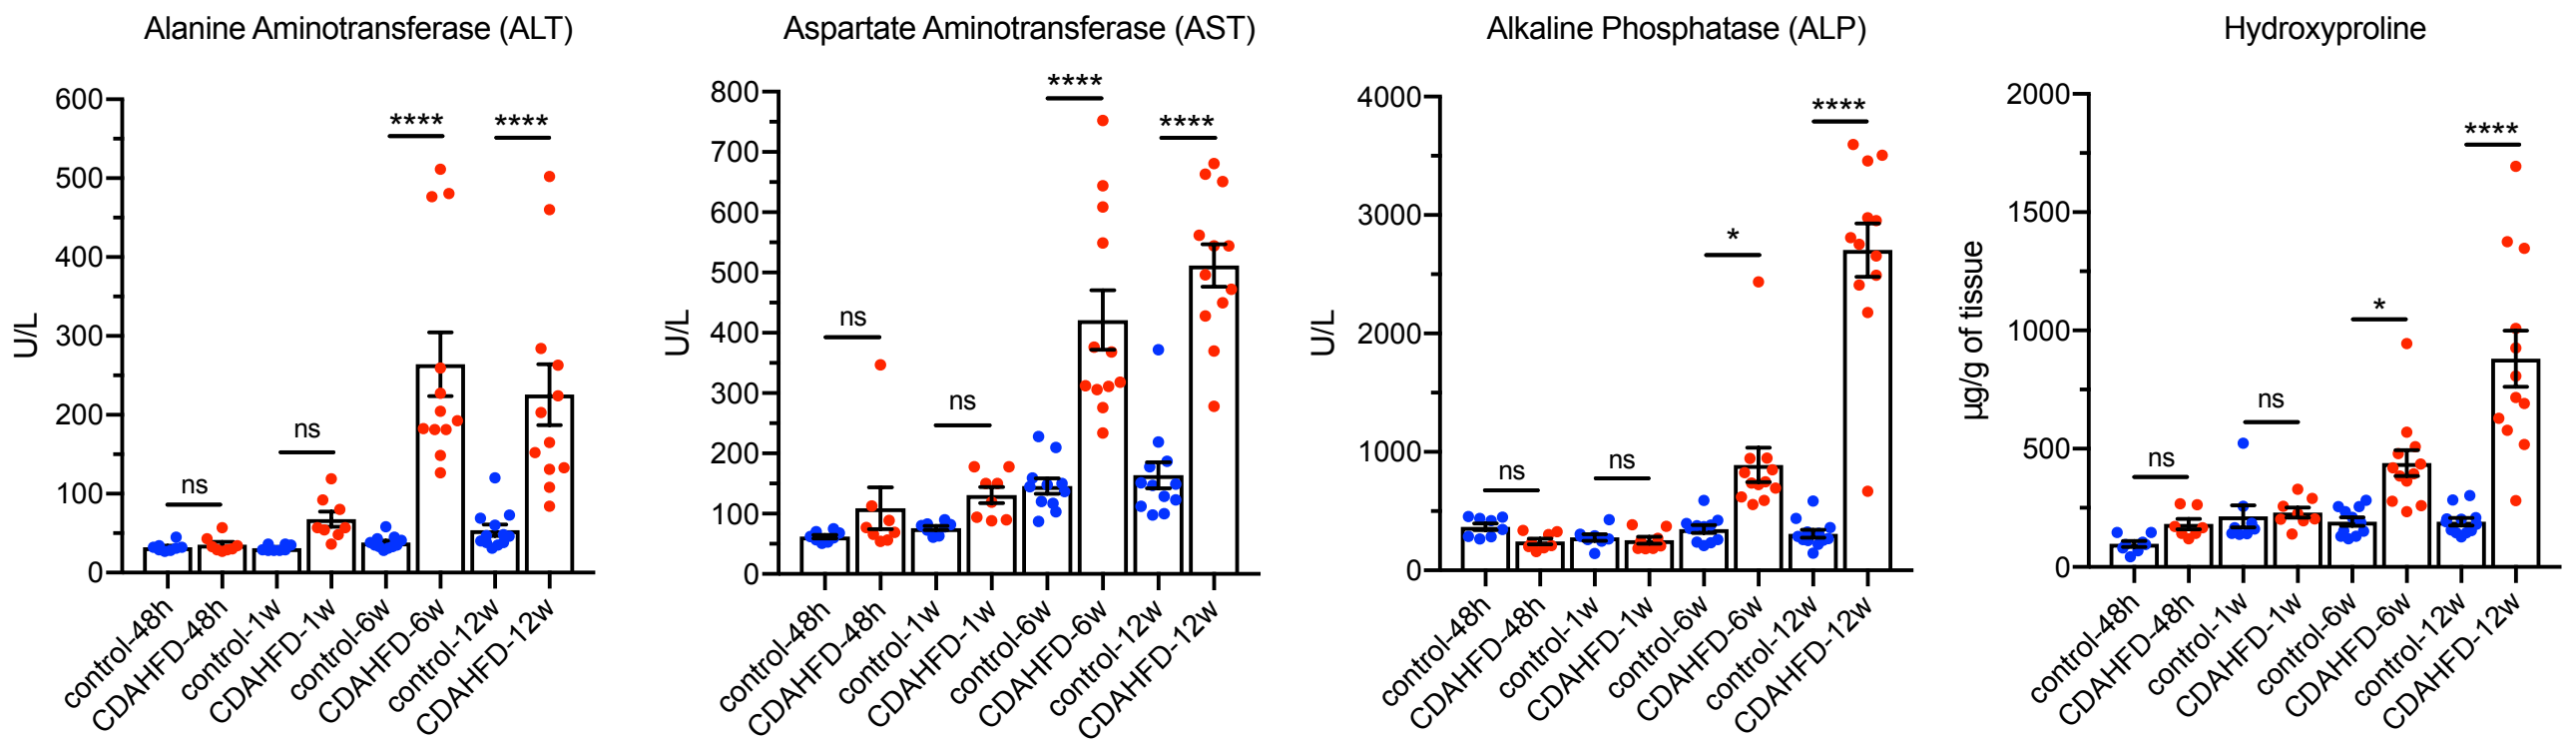 Alanine Aminotransferase (ALT)
U/L
600
500
400
300
200
100
0
ns
ns
****
****
control-48h
CDAHFD-48h
control-1w
CDAHFD-1w
control-6w
CDAHFD-6w
control-12w
CDAHFD-12w
Aspartate Aminotransferase (AST)
U/L
800
700
600
500
400
300
200
100
0
ns
ns
****
****
control-48h
CDAHFD-48h
control-1w
CDAHFD-1w
control-6w
CDAHFD-6w
control-12w
CDAHFD-12w
Alkaline Phosphatase (ALP)
U/L
4000
3000
2000
1000
0
ns
ns
*
****
control-48h
CDAHFD-48h
control-1w
CDAHFD-1w
control-6w
CDAHFD-6w
control-12w
CDAHFD-12w
Hydroxyproline
µg/g of tissue
2000
1500
1000
500
0
ns
ns
*
****
control-48h
CDAHFD-48h
control-1w
CDAHFD-1w
control-6w
CDAHFD-6w
control-12w
CDAHFD-12w